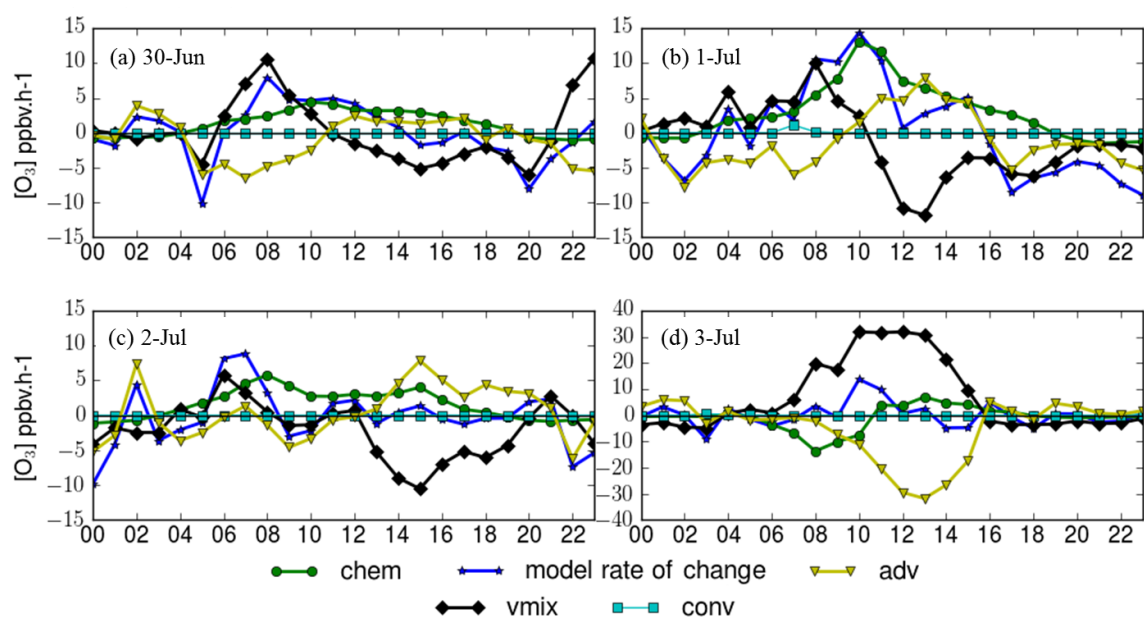 15 10 5 0 −5 −10 −15
[O₃] ppbv.h-1
(a) 30-Jun
00 02 04 06 08 10 12 14 16 18 20 22
15 10 5 0 −5 −10 −15
(b) 1-Jul
00 02 04 06 08 10 12 14 16 18 20 22
15 10 5 0 −5 −10 −15
[O₃] ppbv.h-1
(c) 2-Jul
00 02 04 06 08 10 12 14 16 18 20 22
40 30 20 10 0 −10 −20 −30 −40
(d) 3-Jul
00 02 04 06 08 10 12 14 16 18 20 22
chem model rate of change adv
vmix conv